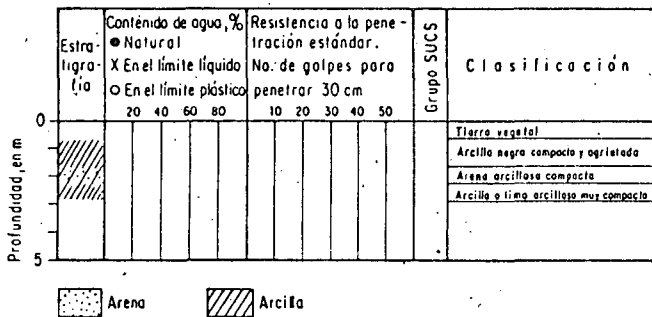 Estra-
tigra-
fía
Contenido de agua, %
● Natural
X En el límite líquido
O En el límite plástico
20 40 60 80
Resistencia a la pene-
tración estándar.
No. de golpes para
penetrar 30 cm
10 20 30 40 50
Grupo SUCS
Clasificación
Profundidad, en m
0
5
Tierra vegetal
Arcilla negra compacta y agrietada
Arena arcillosa compacta
Arcilla o limo arcilloso muy compacto
Arena
Arcilla